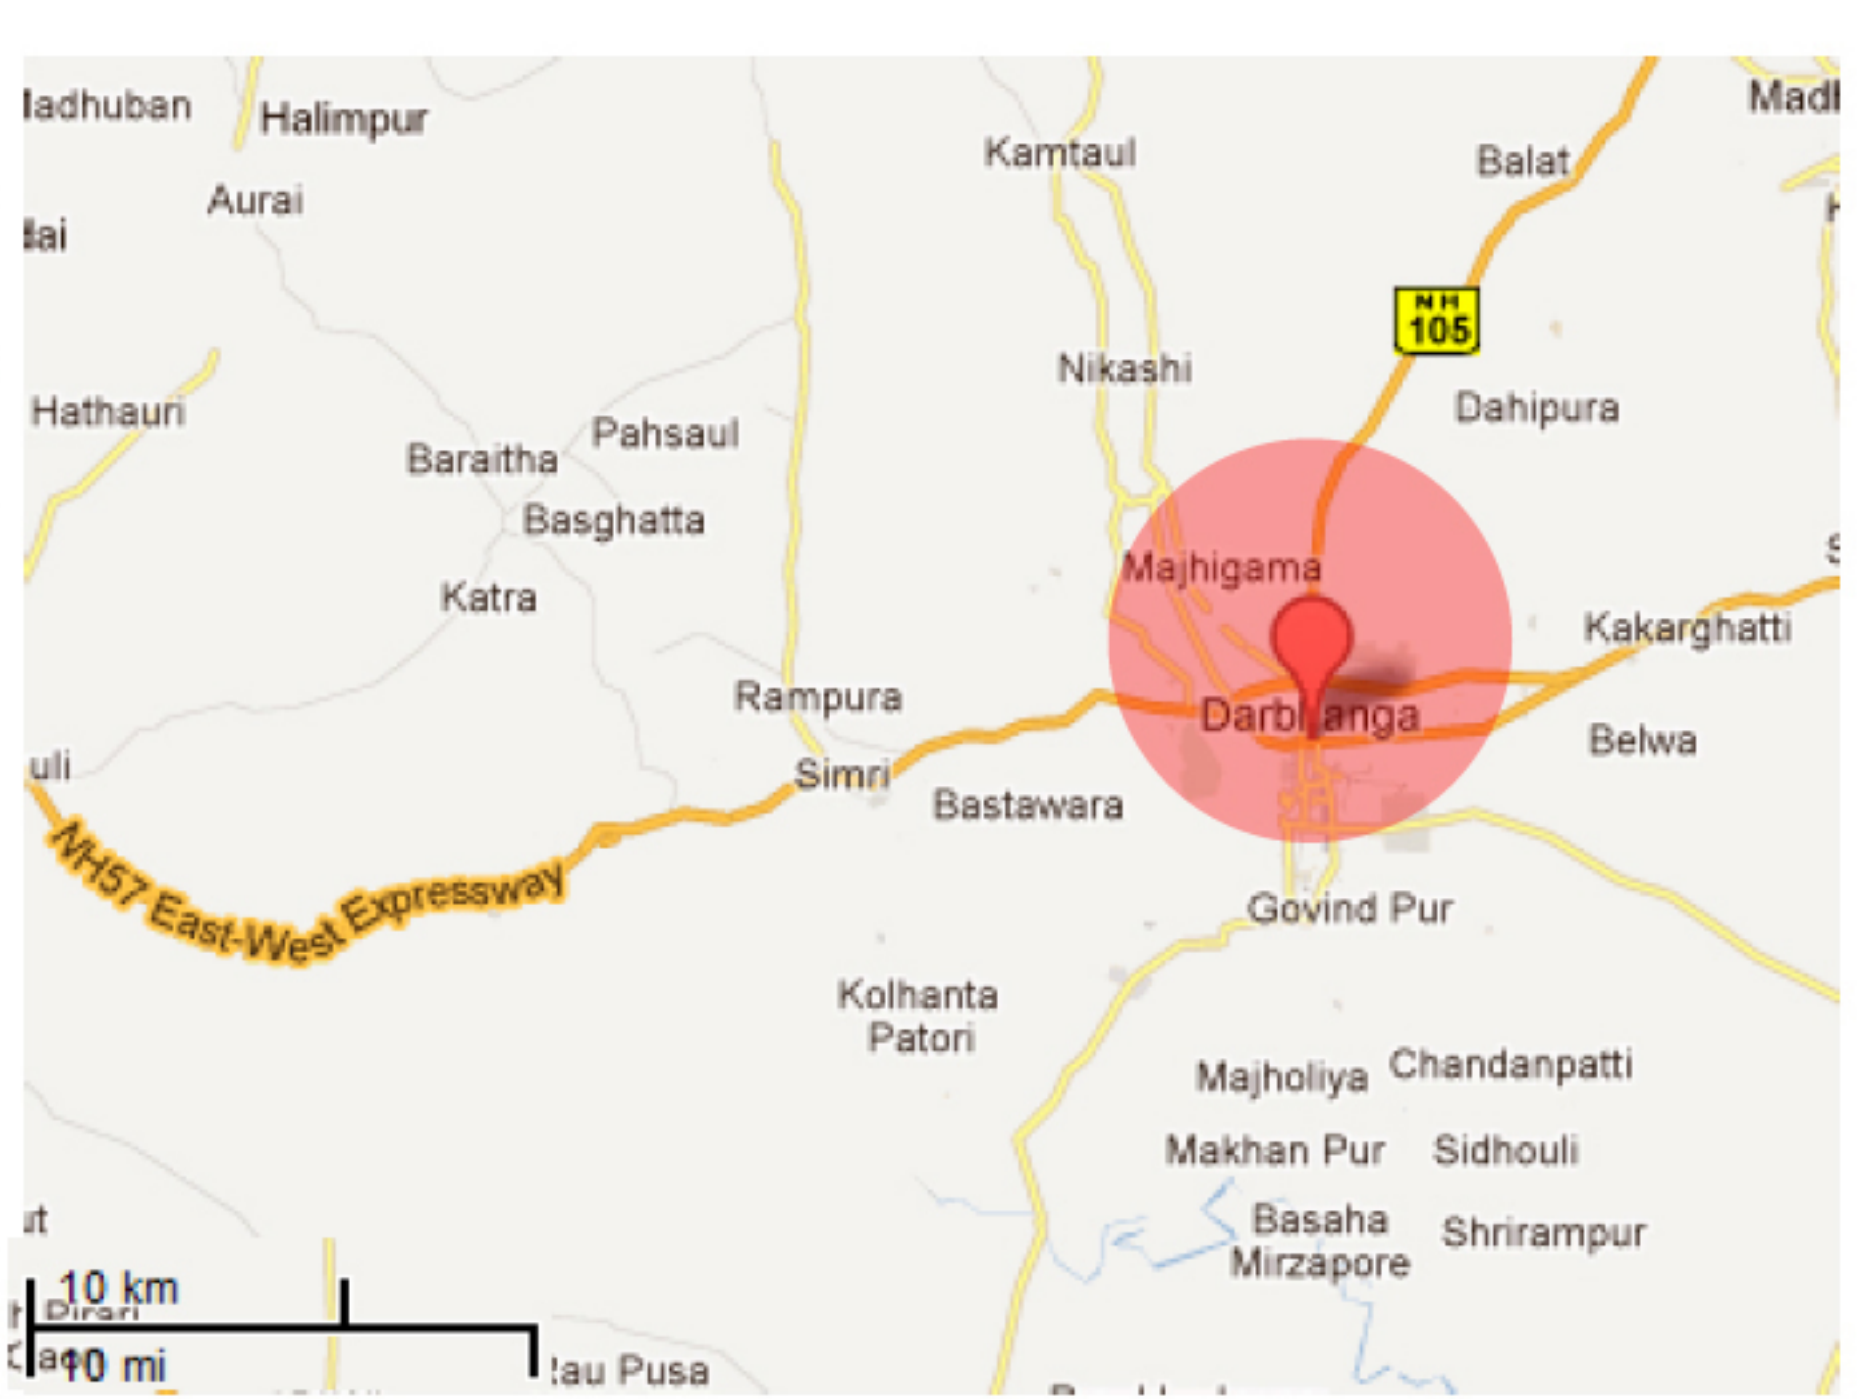 Halimpur
Kamtaul
Balat
Aurai
NH
105
Nikashi
Dahipura
Hathauri
Pahsaul
Baraitha
Basghatta
Majhigama
Katra
Kakarghatti
Rampura
Darbhanga
Belwa
Simri
Bastawara
NH57 East-West Expressway
Govind Pur
Kolhanta
Patori
Majholiya
Chandanpatti
Makhan Pur
Sidhouli
Basaha
Mirzapore
Shrirampur
10 km
10 mi
Pusa